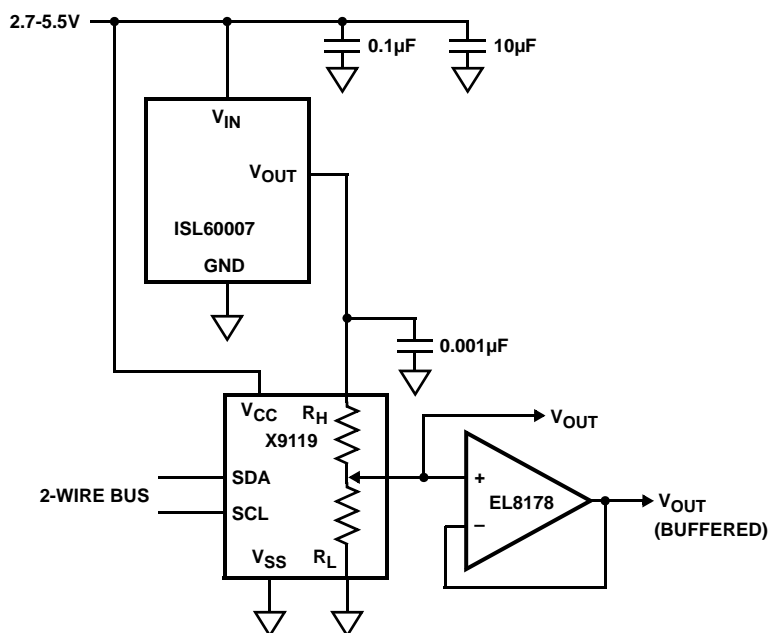 2.7-5.5V
0.1µF
10µF
VIN
VOUT
ISL60007
GND
0.001µF
VCC
RH
X9119
VOUT
2-WIRE BUS
SDA
SCL
+
EL8178
−
VOUT
(BUFFERED)
VSS
RL